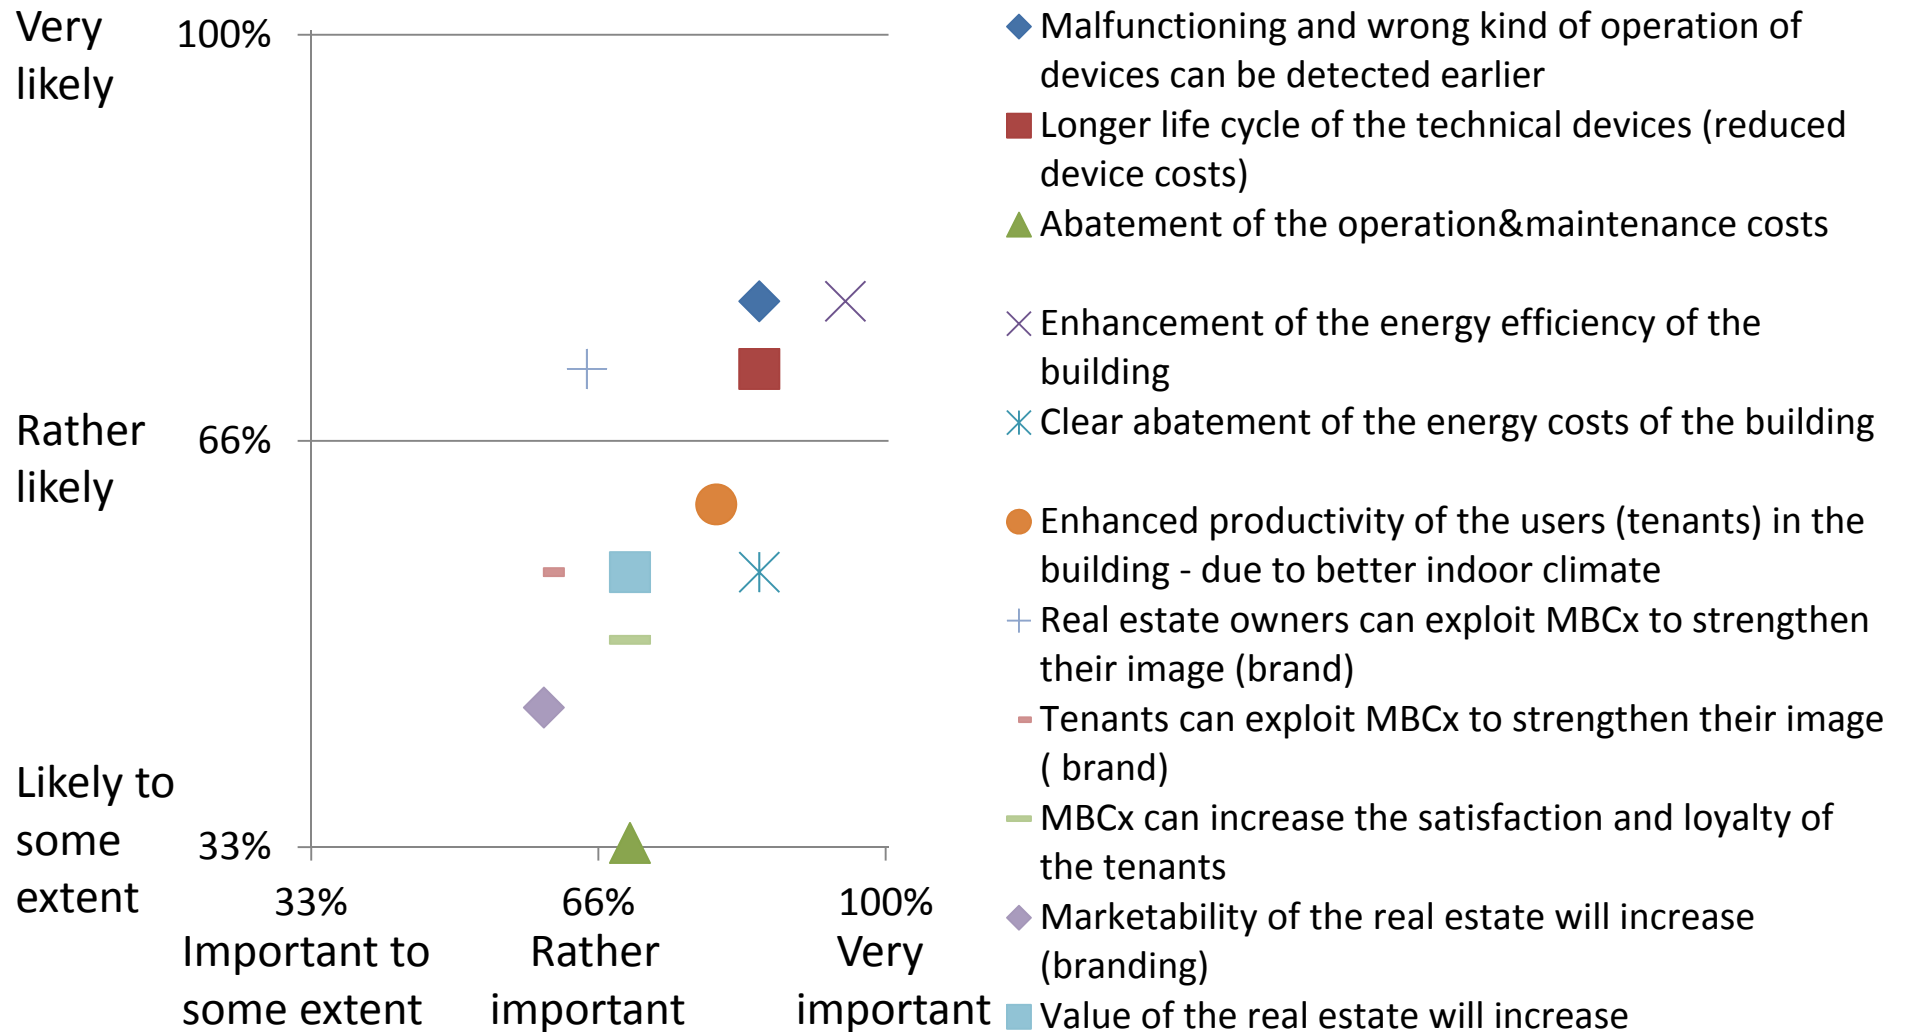 Very
likely
100%
Rather
likely
66%
Likely to
some
extent
33%
33%
66%
100%
Important to
some extent
Rather
important
Very
important
Malfunctioning and wrong kind of operation of
devices can be detected earlier
Longer life cycle of the technical devices (reduced
device costs)
Abatement of the operation&maintenance costs
Enhancement of the energy efficiency of the
building
Clear abatement of the energy costs of the building
Enhanced productivity of the users (tenants) in the
building - due to better indoor climate
Real estate owners can exploit MBCx to strengthen
their image (brand)
Tenants can exploit MBCx to strengthen their image
( brand)
MBCx can increase the satisfaction and loyalty of
the tenants
Marketability of the real estate will increase
(branding)
Value of the real estate will increase